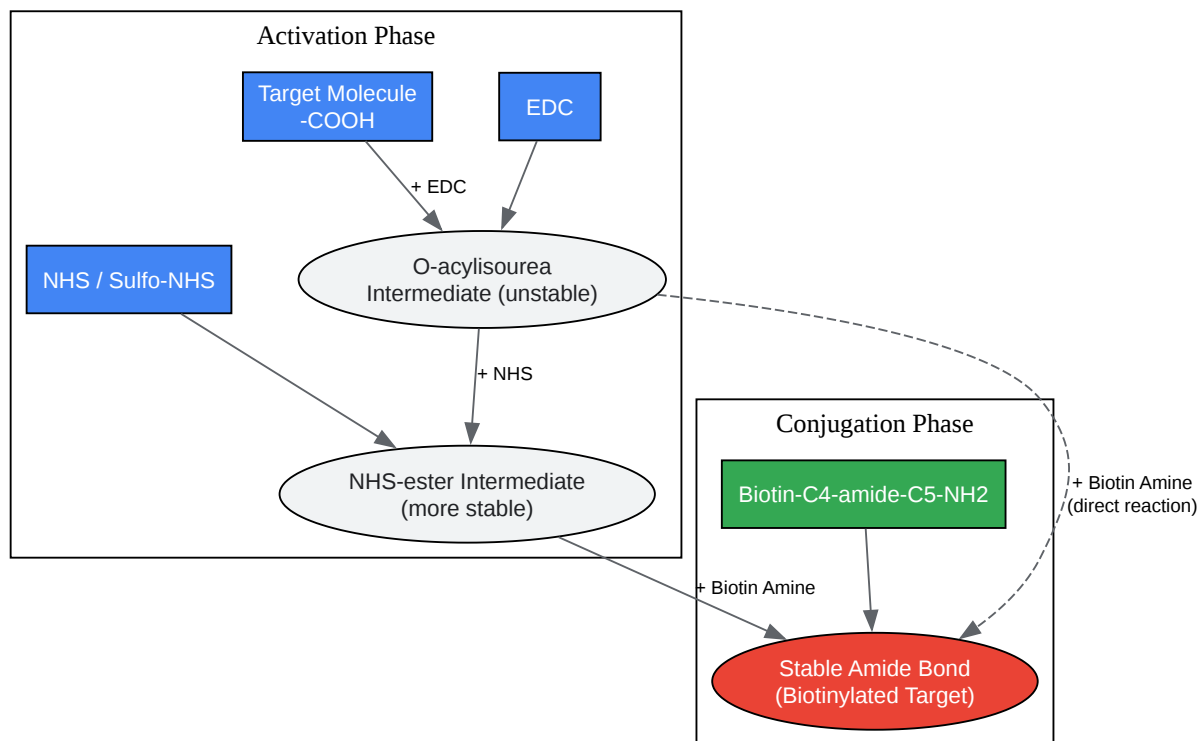 Activation Phase
Target Molecule
-COOH
EDC
+ EDC
NHS / Sulfo-NHS
O-acylisourea
Intermediate (unstable)
+ NHS
NHS-ester Intermediate
(more stable)
Conjugation Phase
Biotin-C4-amide-C5-NH2
+ Biotin Amine
(direct reaction)
+ Biotin Amine
Stable Amide Bond
(Biotinylated Target)